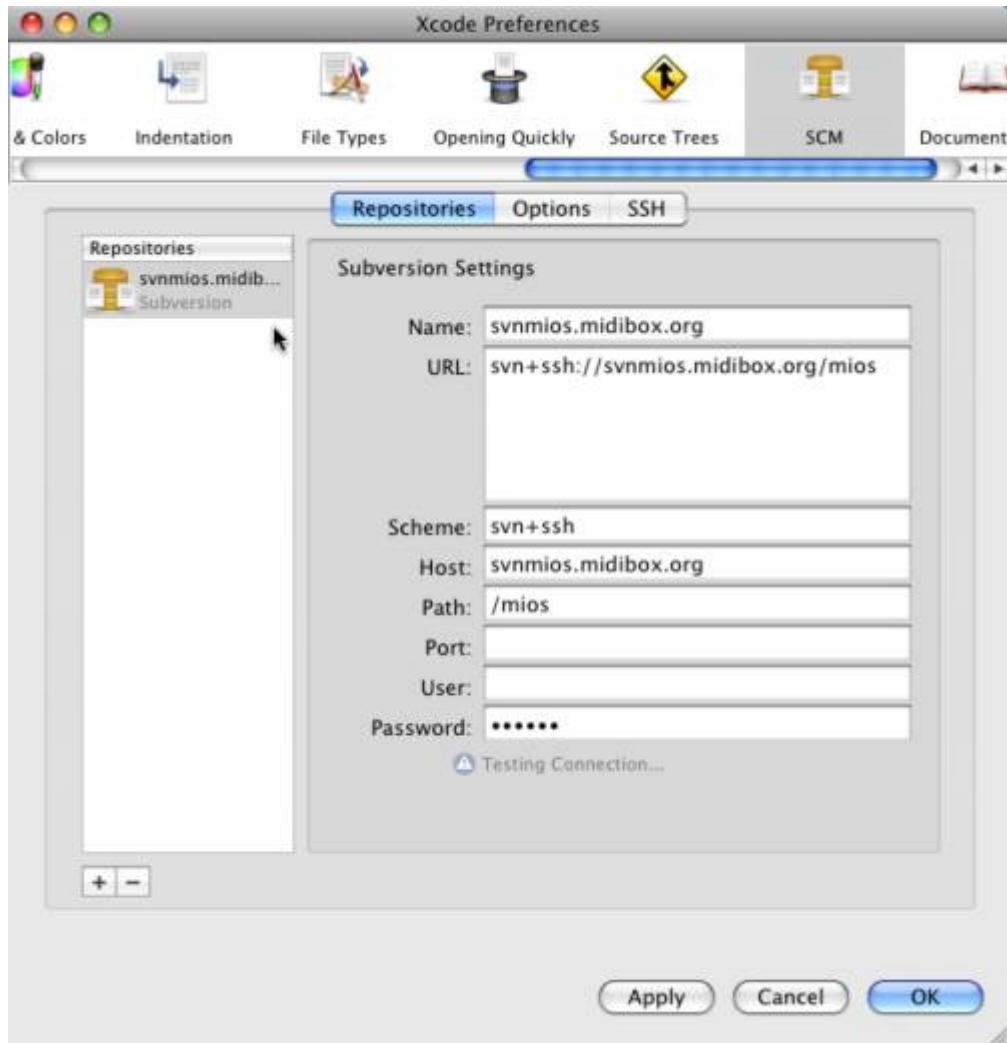 Xcode Preferences
& Colors Indentation File Types Opening Quickly Source Trees SCM Document
Repositories Options SSH
Repositories
svnmios.midib...
Subversion
Subversion Settings
Name: svnmios.midibox.org
URL: svn+ssh://svnmios.midibox.org/mios
Scheme: svn+ssh
Host: svnmios.midibox.org
Path: /mios
Port:
User:
Password: ••••••
Testing Connection...
+ −
Apply Cancel OK